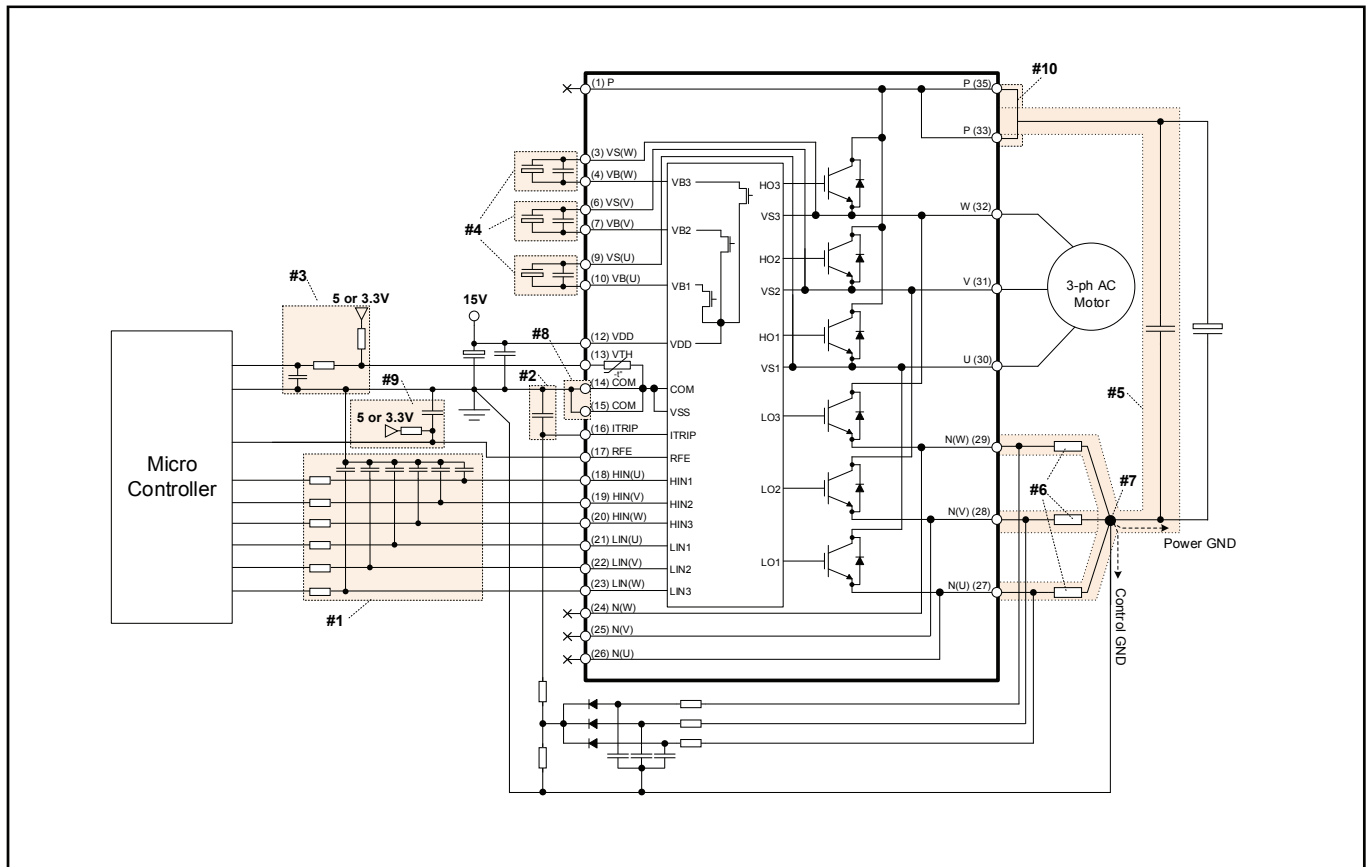 #10
(1) P
P (35)
P (33)
(3) VS(W)
(4) VB(W)
VB3
HO3
VS3
W (32)
(6) VS(V)
(7) VB(V)
VB2
#4
HO2
VS2
V (31)
3-ph AC
Motor
(9) VS(U)
(10) VB(U)
VB1
HO1
VS1
U (30)
#3
5 or 3.3V
15V
#8
(12) VDD
VDD
(13) VTH
#2
(14) COM
COM
(15) COM
VSS
#9
5 or 3.3V
(16) ITRIP
ITRIP
(17) RFE
RFE
LO3
#5
N(W) (29)
Micro
Controller
(18) HIN(U)
HIN1
(19) HIN(V)
HIN2
(20) HIN(W)
HIN3
(21) LIN(U)
LIN1
(22) LIN(V)
LIN2
(23) LIN(W)
LIN3
#1
LO2
N(V) (28)
#6
#7
Power GND
LO1
N(U) (27)
Control GND
(24) N(W)
(25) N(V)
(26) N(U)